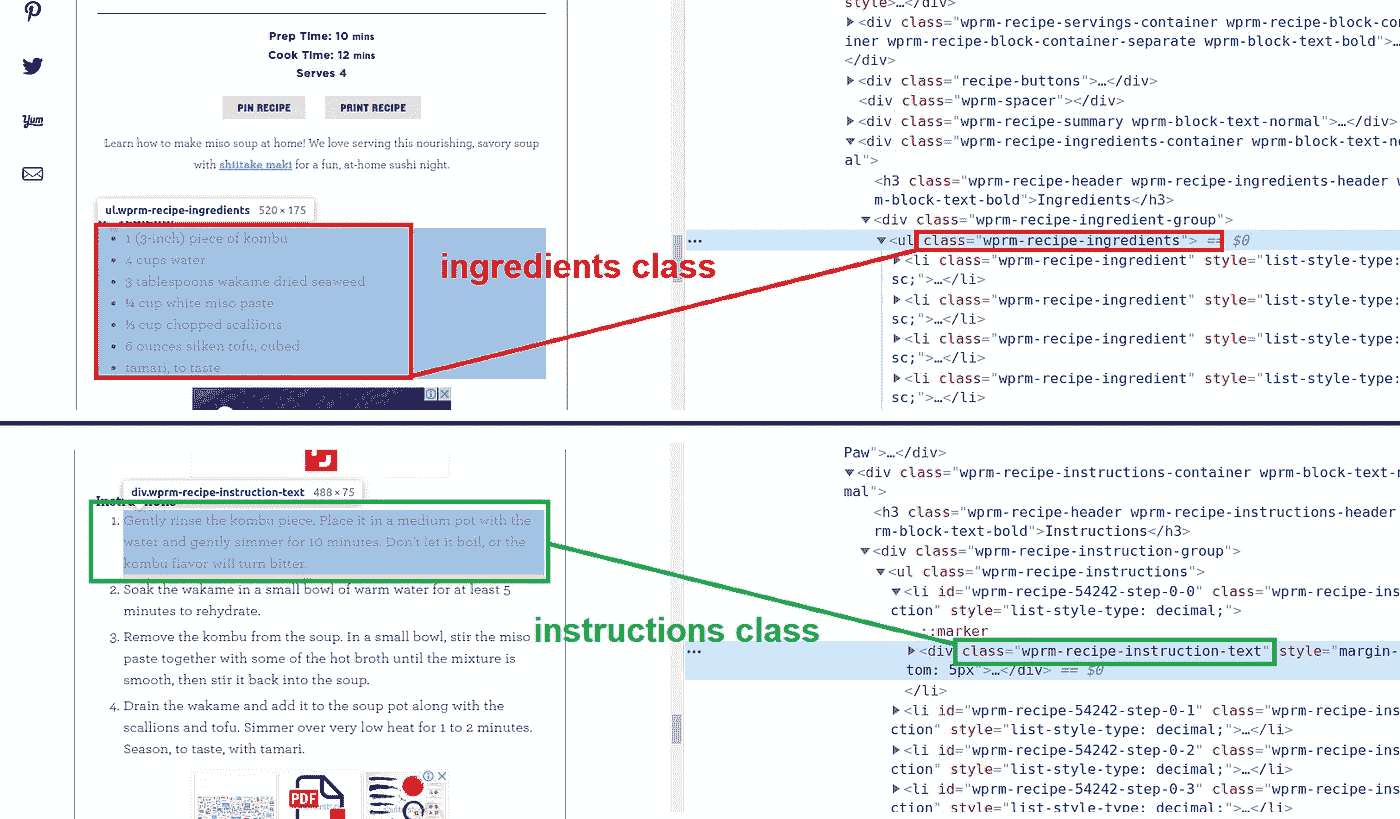 Prep Time: 10 mins
Cook Time: 12 mins
Serves 4
PIN RECIPE PRINT RECIPE
Yum
Learn how to make miso soup at home! We love serving this nourishing, savory soup
with shiitake maki for a fun, at-home sushi night.
ul.wprm-recipe-ingredients 520 × 175
1 (3-inch) piece of kombu
4 cups water
3 tablespoons wakame dried seaweed
¼ cup white miso paste
⅓ cup chopped scallions
6 ounces silken tofu, cubed
tamari, to taste
ingredients class
style>…</div>
<div class="wprm-recipe-servings-container wprm-recipe-block-con
iner wprm-recipe-block-container-separate wprm-block-text-bold">…
</div>
<div class="recipe-buttons">…</div>
<div class="wprm-spacer"></div>
<div class="wprm-recipe-summary wprm-block-text-normal">…</div>
<div class="wprm-recipe-ingredients-container wprm-block-text-no
al">
<h3 class="wprm-recipe-header wprm-recipe-ingredients-header w
m-block-text-bold">Ingredients</h3>
<div class="wprm-recipe-ingredient-group">
<ul class="wprm-recipe-ingredients"> == $0
<li class="wprm-recipe-ingredient" style="list-style-type:
sc;">…</li>
<li class="wprm-recipe-ingredient" style="list-style-type:
sc;">…</li>
<li class="wprm-recipe-ingredient" style="list-style-type:
sc;">…</li>
<li class="wprm-recipe-ingredient" style="list-style-type:
sc;">…</li>
div.wprm-recipe-instruction-text 488 × 75
1. Gently rinse the kombu piece. Place it in a medium pot with the
water and gently simmer for 10 minutes. Don't let it boil, or the
kombu flavor will turn bitter.
2. Soak the wakame in a small bowl of warm water for at least 5
minutes to rehydrate.
3. Remove the kombu from the soup. In a small bowl, stir the miso
paste together with some of the hot broth until the mixture is
smooth, then stir it back into the soup.
4. Drain the wakame and add it to the soup pot along with the
scallions and tofu. Simmer over very low heat for 1 to 2 minutes.
Season, to taste, with tamari.
PDF
instructions class
Paw">…</div>
<div class="wprm-recipe-instructions-container wprm-block-text-r
mal">
<h3 class="wprm-recipe-header wprm-recipe-instructions-header
rm-block-text-bold">Instructions</h3>
<div class="wprm-recipe-instruction-group">
<ul class="wprm-recipe-instructions">
<li id="wprm-recipe-54242-step-0-0" class="wprm-recipe-ins
ction" style="list-style-type: decimal;">
::marker
<div class="wprm-recipe-instruction-text" style="margin-
tom: 5px">…</div> == $0
</li>
<li id="wprm-recipe-54242-step-0-1" class="wprm-recipe-ins
ction" style="list-style-type: decimal;">…</li>
<li id="wprm-recipe-54242-step-0-2" class="wprm-recipe-ins
ction" style="list-style-type: decimal;">…</li>
<li id="wprm-recipe-54242-step-0-3" class="wprm-recipe-ins
ction" style="list-style-type: decimal;">…</li>